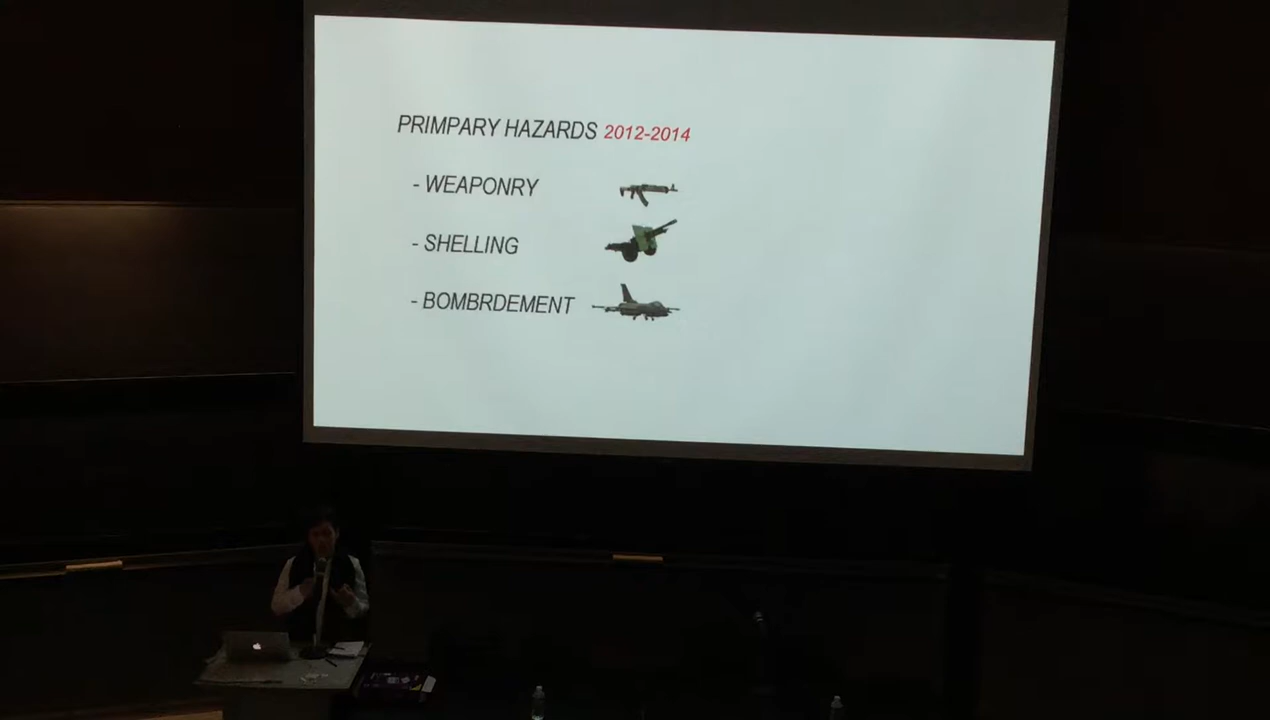 PRIMPARY HAZARDS 2012-2014
- WEAPONRY
- SHELLING
- BOMBRDEMENT